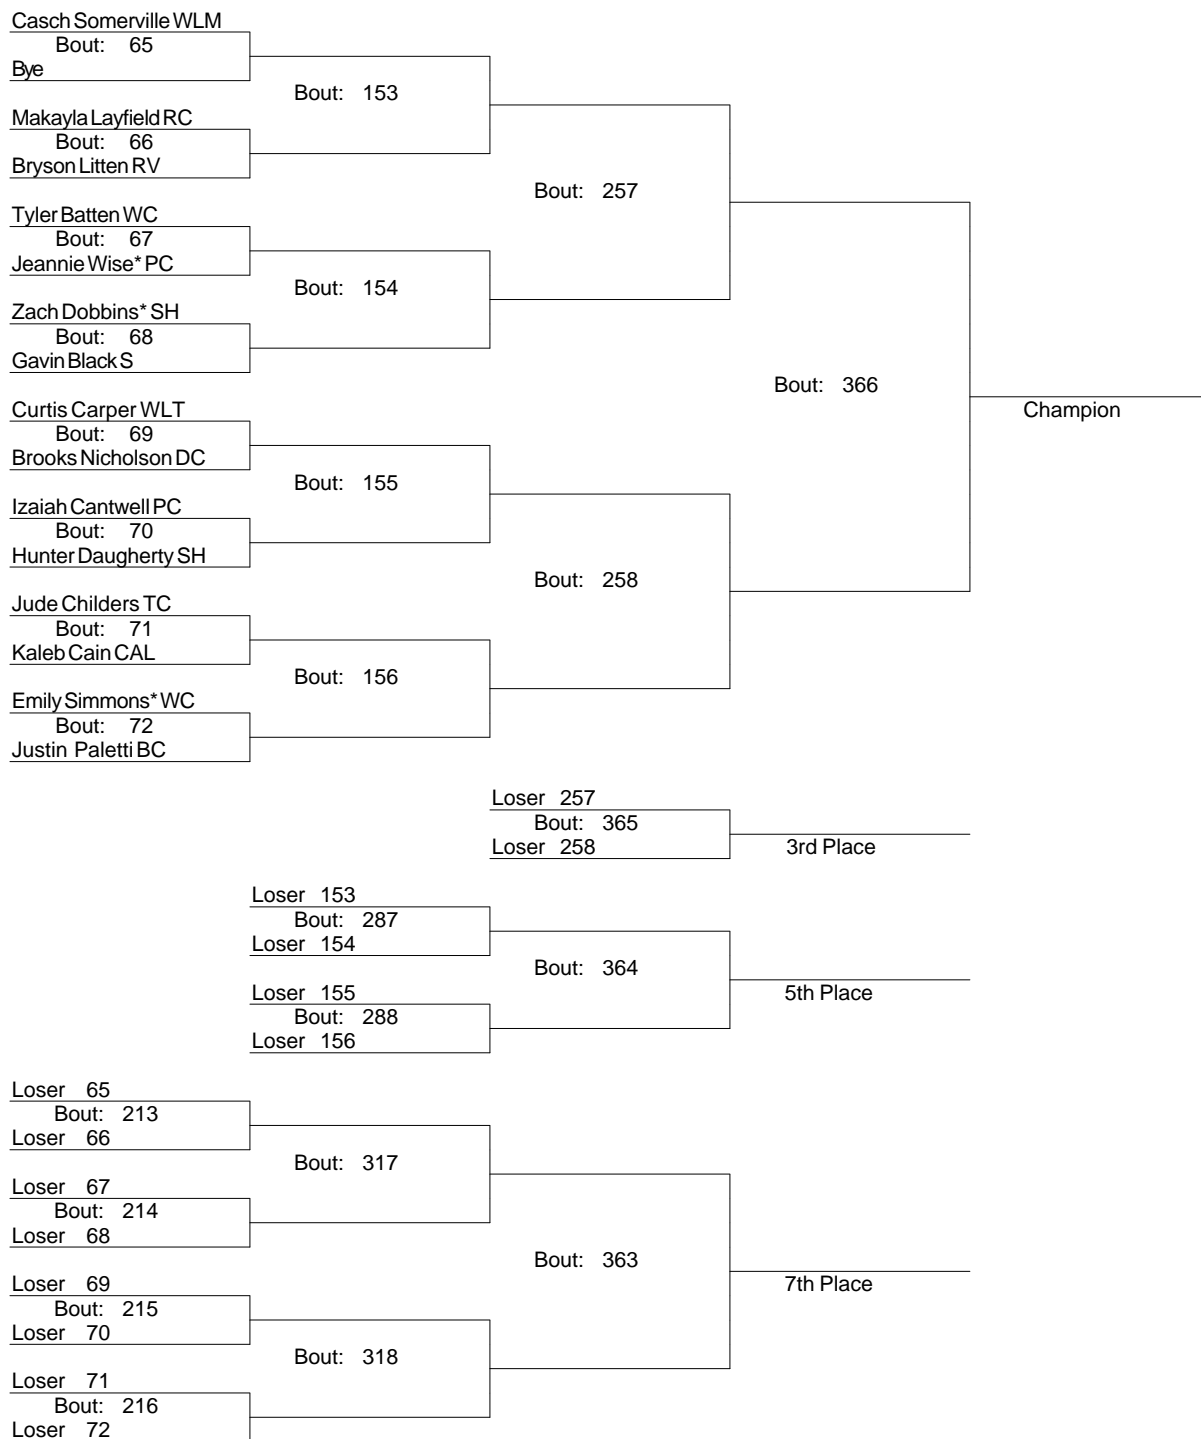 Casch Somerville WLM
Bout: 65
Bye
Bout: 153
Makayla Layfield RC
Bout: 66
Bryson Litten RV
Bout: 257
Tyler Batten WC
Bout: 67
Jeannie Wise* PC
Bout: 154
Zach Dobbins* SH
Bout: 68
Gavin Black S
Bout: 366
Champion
Curtis Carper WLT
Bout: 69
Brooks Nicholson DC
Bout: 155
Izaiah Cantwell PC
Bout: 70
Hunter Daugherty SH
Bout: 258
Jude Childers TC
Bout: 71
Kaleb Cain CAL
Bout: 156
Emily Simmons* WC
Bout: 72
Justin Paletti BC
Loser 257
Bout: 365
Loser 258
3rd Place
Loser 153
Bout: 287
Loser 154
Bout: 364
Loser 155
5th Place
Bout: 288
Loser 156
Loser 65
Bout: 213
Loser 66
Bout: 317
Loser 67
Bout: 214
Loser 68
Bout: 363
Loser 69
7th Place
Bout: 215
Loser 70
Bout: 318
Loser 71
Bout: 216
Loser 72